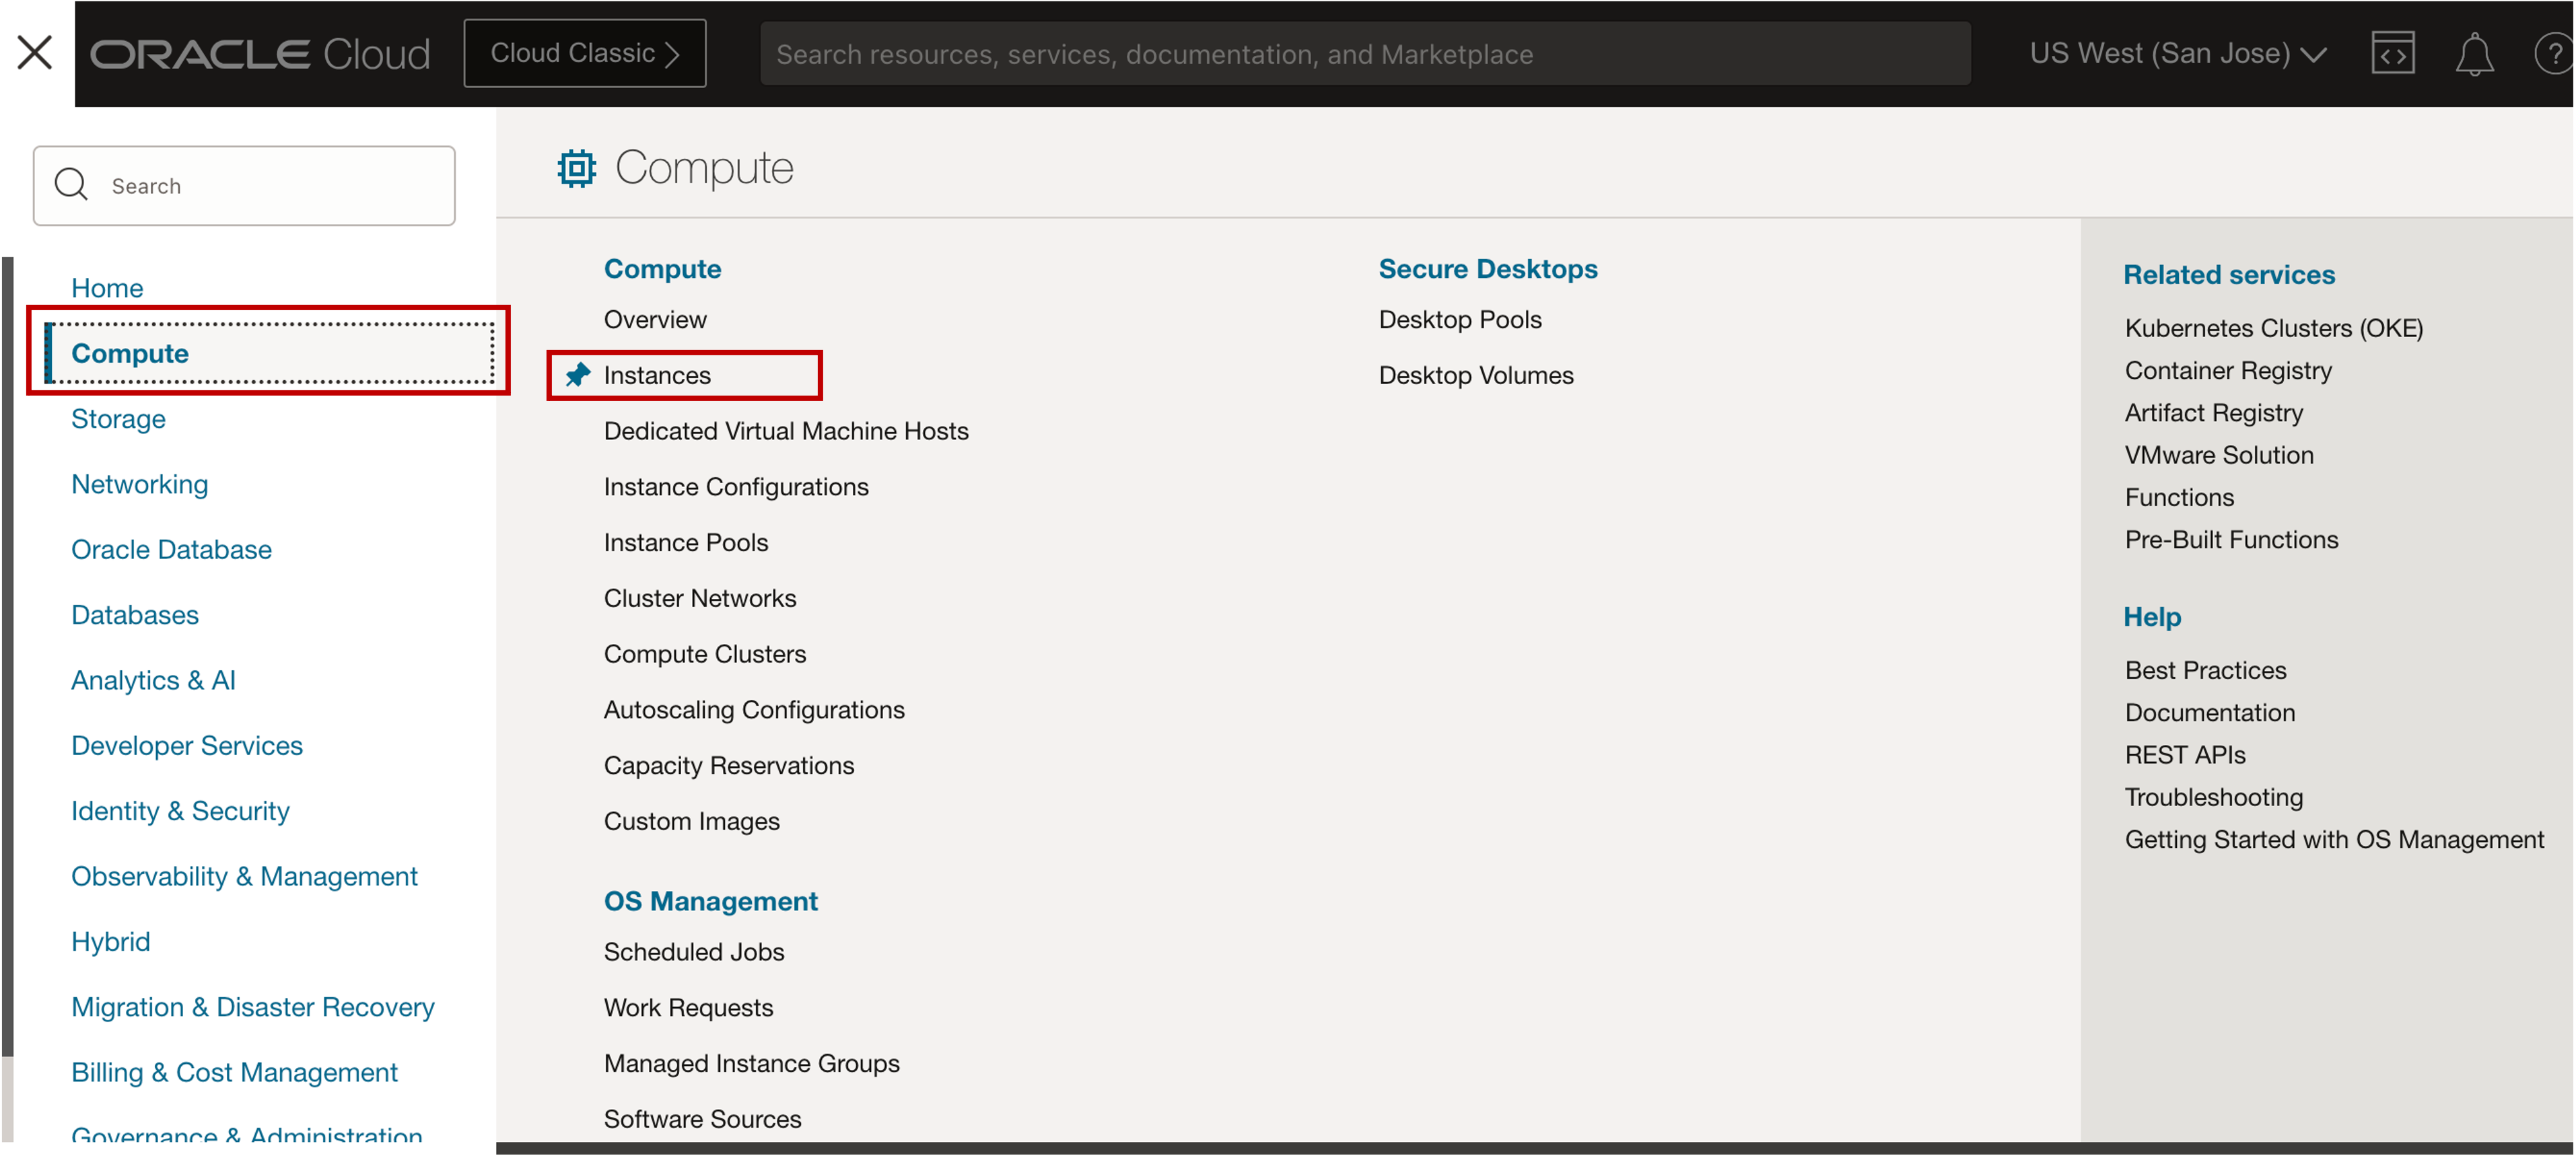 ORACLE Cloud
Cloud Classic
Search resources, services, documentation, and Marketplace
US West (San Jose)
?
Search
Home
Compute
Storage
Networking
Oracle Database
Databases
Analytics & AI
Developer Services
Identity & Security
Observability & Management
Hybrid
Migration & Disaster Recovery
Billing & Cost Management
Governance & Administration
Compute
Compute
Overview
Instances
Dedicated Virtual Machine Hosts
Instance Configurations
Instance Pools
Cluster Networks
Compute Clusters
Autoscaling Configurations
Capacity Reservations
Custom Images
OS Management
Scheduled Jobs
Work Requests
Managed Instance Groups
Software Sources
Secure Desktops
Desktop Pools
Desktop Volumes
Related services
Kubernetes Clusters (OKE)
Container Registry
Artifact Registry
VMware Solution
Functions
Pre-Built Functions
Help
Best Practices
Documentation
REST APIs
Troubleshooting
Getting Started with OS Management